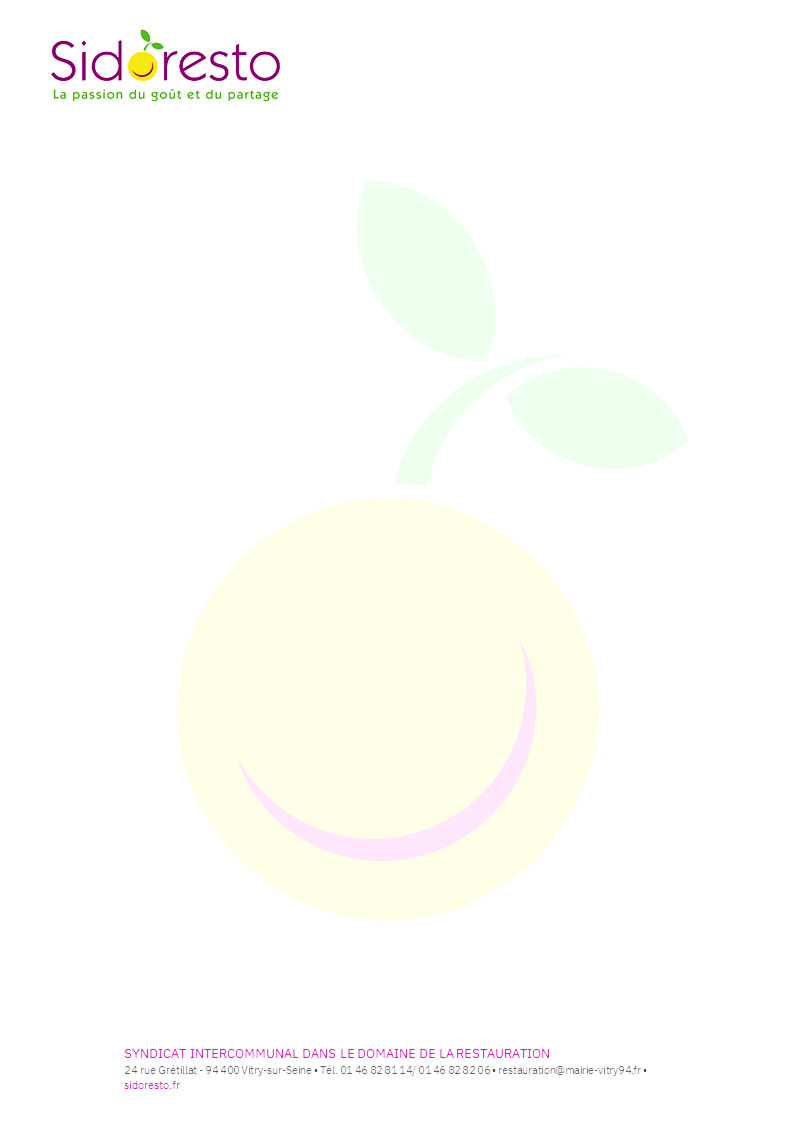 Sidoresto
La passion du goût et du partage
SYNDICAT INTERCOMMUNAL DANS LE DOMAINE DE LA RESTAURATION
24 rue Grétillat - 94 400 Vitry-sur-Seine • Tél. 01 46 82 81 14/ 01 46 82 82 06 • restauration@mairie-vitry94.fr •
sidoresto.fr